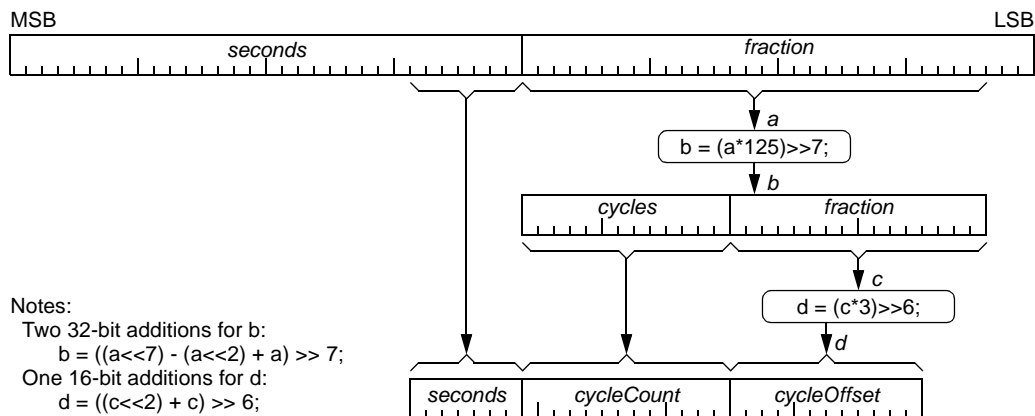 MSB LSB
seconds fraction
a
b = (a*125)>>7;
b
cycles fraction
c
d = (c*3)>>6;
d
Notes:
Two 32-bit additions for b:
b = ((a<<7) - (a<<2) + a) >> 7;
One 16-bit additions for d:
d = ((c<<2) + c) >> 6;
seconds cycleCount cycleOffset